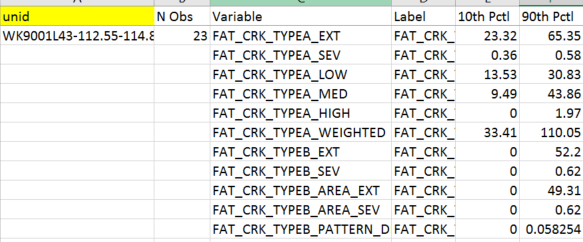 unid N Obs Variable Label 10th Pctl 90th Pctl
WK9001L43-112.55-114.8 23 FAT_CRK_TYPEA_EXT FAT_CRK_ 23.32 65.35
FAT_CRK_TYPEA_SEV FAT_CRK_ 0.36 0.58
FAT_CRK_TYPEA_LOW FAT_CRK_ 13.53 30.83
FAT_CRK_TYPEA_MED FAT_CRK_ 9.49 43.86
FAT_CRK_TYPEA_HIGH FAT_CRK_ 0 1.97
FAT_CRK_TYPEA_WEIGHTED FAT_CRK_ 33.41 110.05
FAT_CRK_TYPEB_EXT FAT_CRK_ 0 52.2
FAT_CRK_TYPEB_SEV FAT_CRK_ 0 0.62
FAT_CRK_TYPEB_AREA_EXT FAT_CRK_ 0 49.31
FAT_CRK_TYPEB_AREA_SEV FAT_CRK_ 0 0.62
FAT_CRK_TYPEB_PATTERN_D FAT_CRK_ 0 0.058254